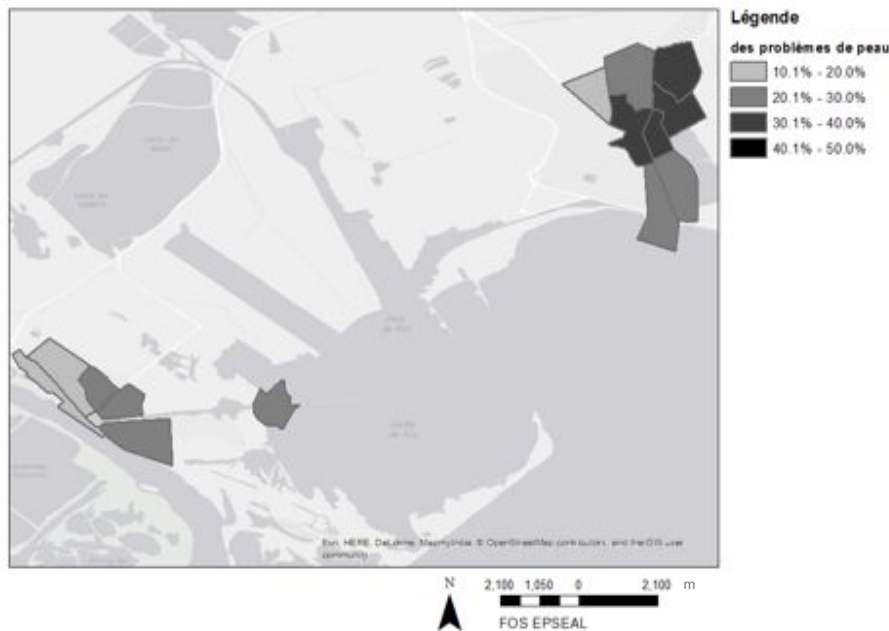 Légende
des problèmes de peau
10.1% - 20.0%
20.1% - 30.0%
30.1% - 40.0%
40.1% - 50.0%
Esri, HERE, DeLorme, MapmyIndia, © OpenStreetMap contributors, and the GIS user
community
N
2,100 1,050 0 2,100 m
FOS EPSEAL